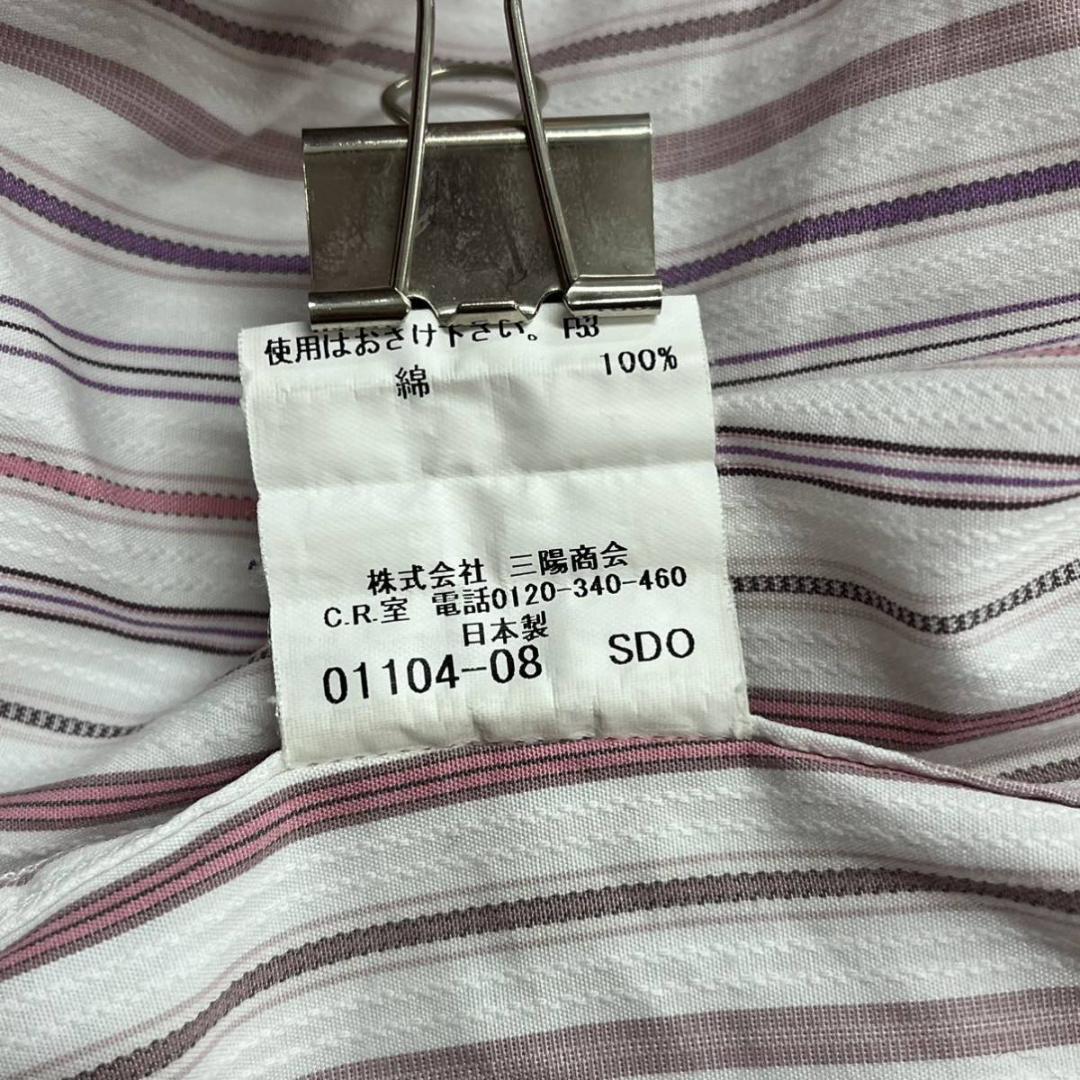 使用はおさけ下さい。P53
綿 100%
株式会社 三陽商会
C.R.室 電話0120-340-460
日本製
01104-08 SDO